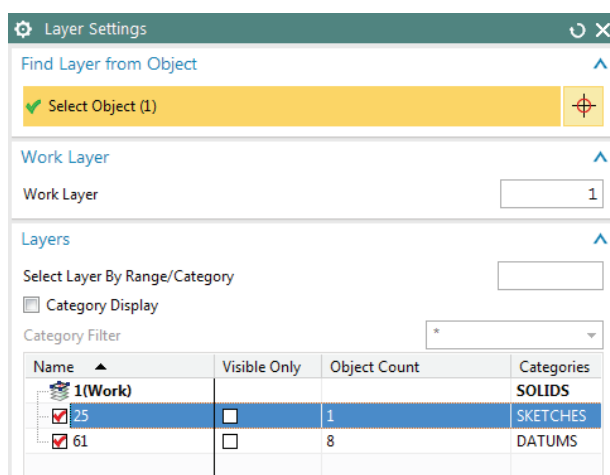 Layer Settings
Find Layer from Object
Select Object (1)
Work Layer
Work Layer 1
Layers
Select Layer By Range/Category
Category Display
Category Filter *
Name Visible Only Object Count Categories
1(Work) SOLIDS
25 1 SKETCHES
61 8 DATUMS